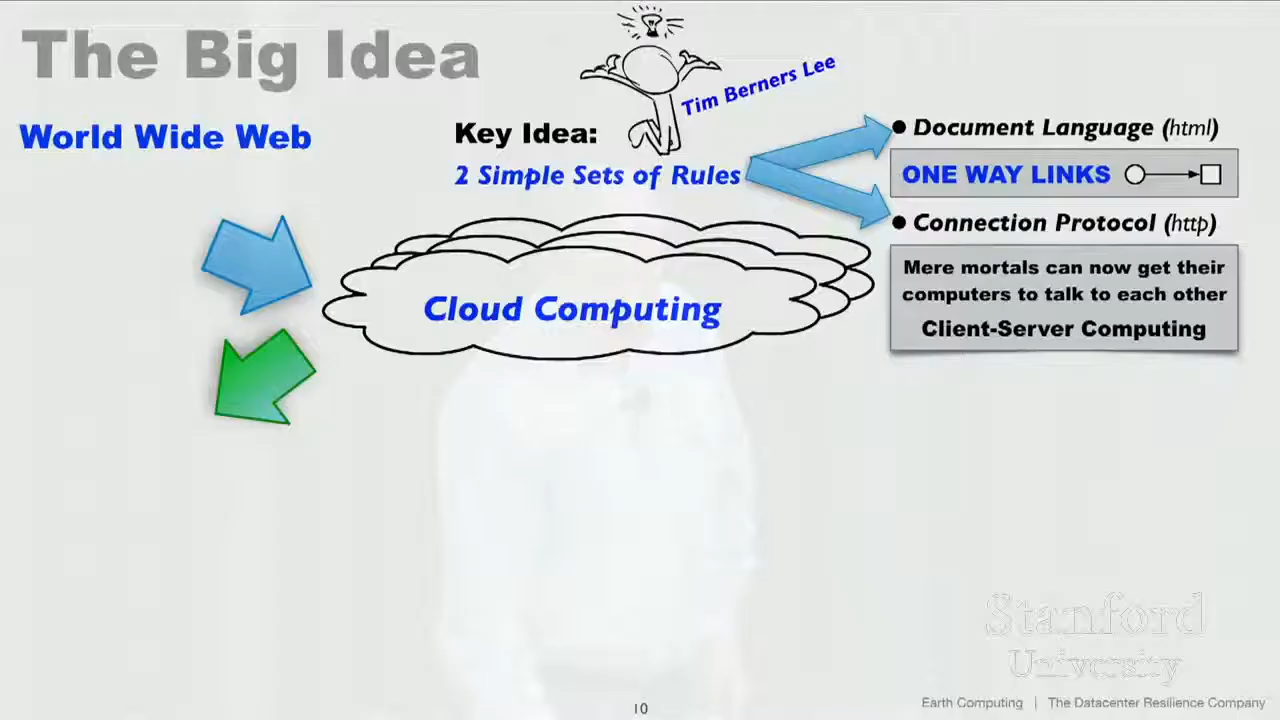 The Big Idea
Tim Berners Lee
World Wide Web
Key Idea:
2 Simple Sets of Rules
● Document Language (html)
ONE WAY LINKS
● Connection Protocol (http)
Mere mortals can now get their
computers to talk to each other
Client-Server Computing
Cloud Computing
Stanford
University
10
Earth Computing | The Datacenter Resilience Company